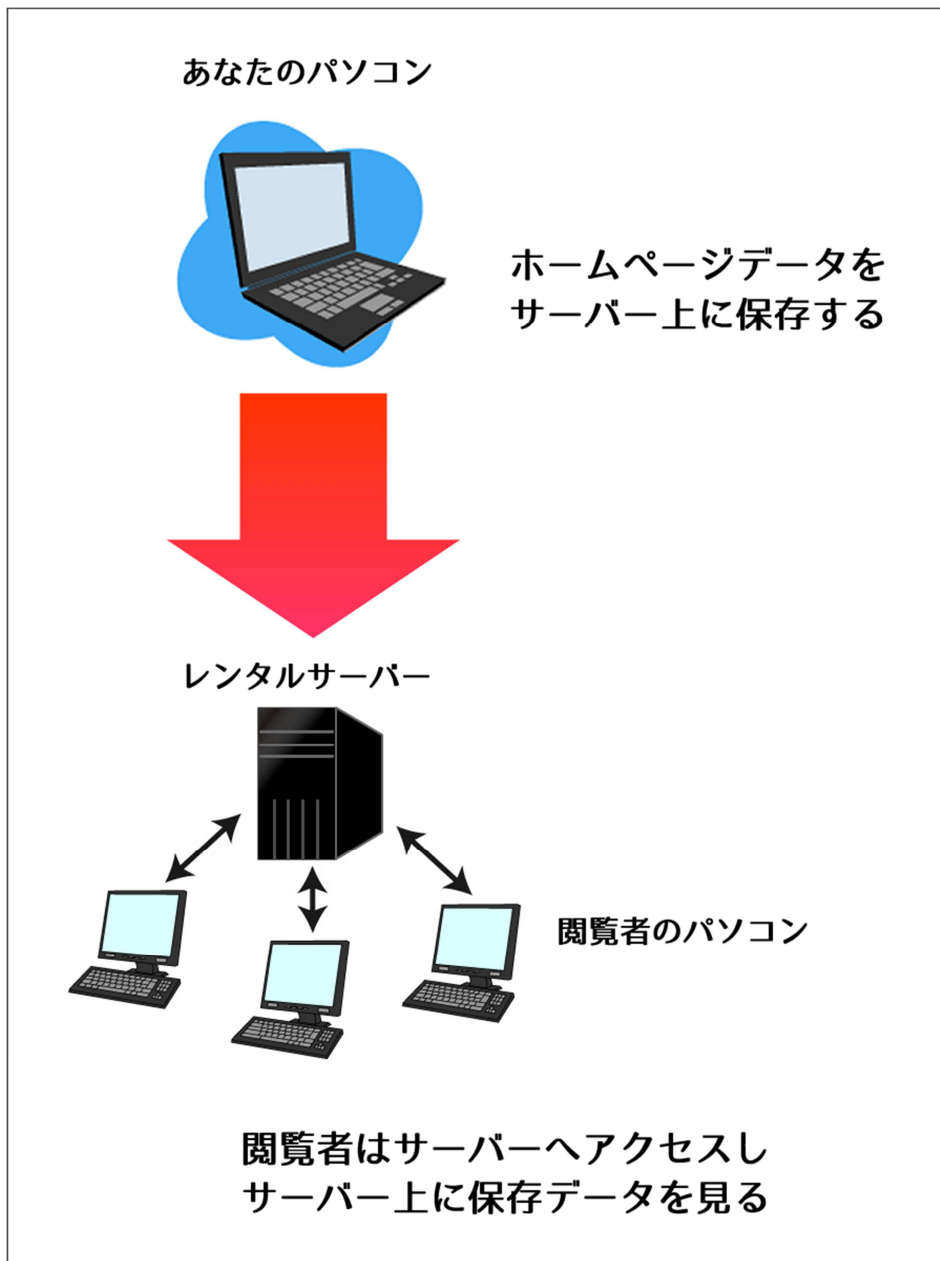 あなたのパソコン
ホームページデータを
サーバー上に保存する
レンタルサーバー
閲覧者のパソコン
閲覧者はサーバーへアクセスし
サーバー上に保存データを見る